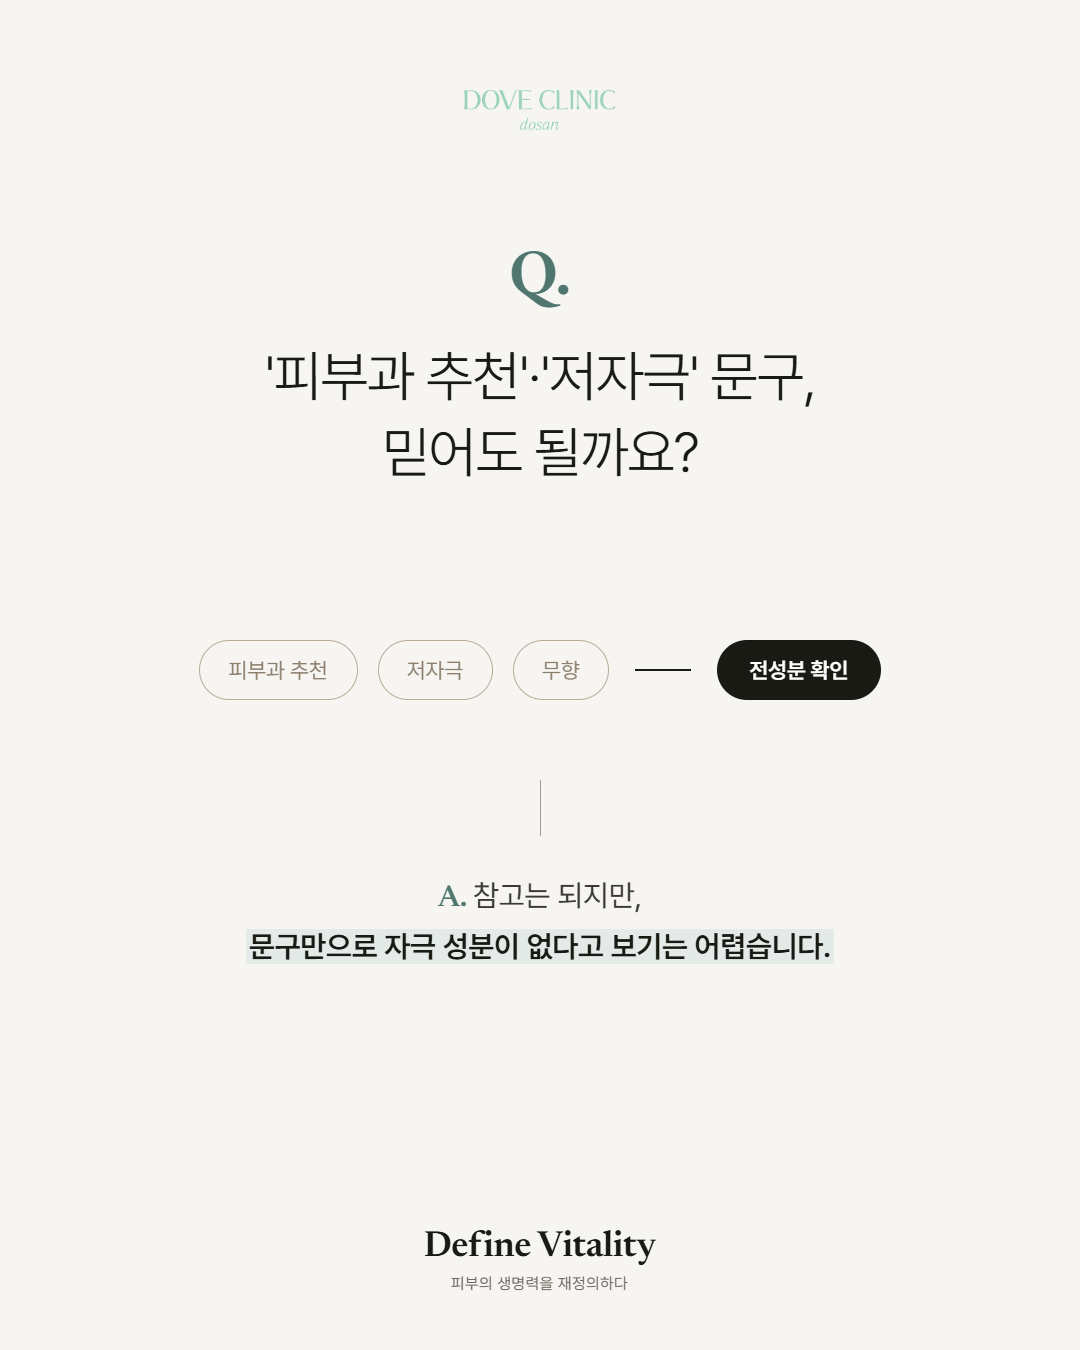 DOVE CLINIC
dosan
Q.
'피부과 추천'·'저자극' 문구,
믿어도 될까요?
피부과 추천 저자극 무향 전성분 확인
A. 참고는 되지만,
문구만으로 자극 성분이 없다고 보기는 어렵습니다.
Define Vitality
피부의 생명력을 재정의하다